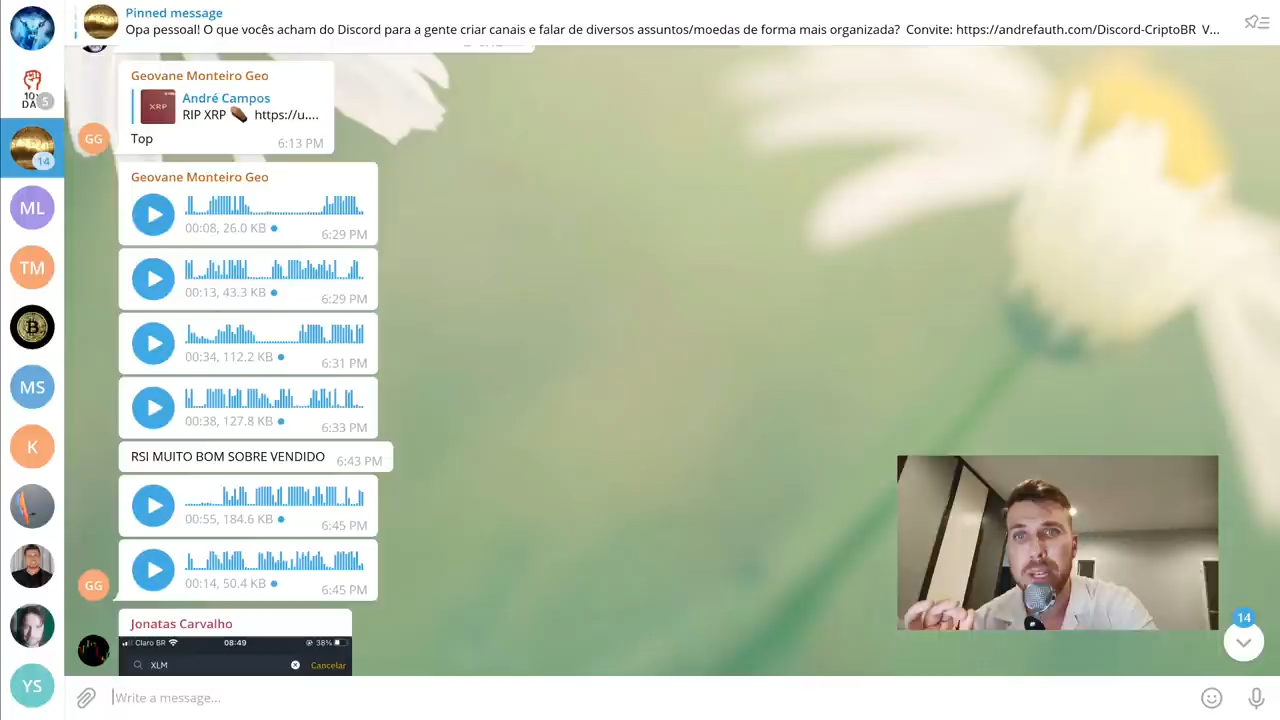 Pinned message
Opa pessoal! O que vocês acham do Discord para a gente criar canais e falar de diversos assuntos/moedas de forma mais organizada? Convite: https://andrefauth.com/Discord-CriptoBR V...
Geovane Monteiro Geo
André Campos
XRP
RIP XRP ⚰️ https://u....
Top
6:13 PM
GG
10X
DA
5
14
Geovane Monteiro Geo
00:08, 26.0 KB
6:29 PM
00:13, 43.3 KB
6:29 PM
00:34, 112.2 KB
6:31 PM
00:38, 127.8 KB
6:33 PM
RSI MUITO BOM SOBRE VENDIDO
6:43 PM
00:55, 184.6 KB
6:45 PM
00:14, 50.4 KB
6:45 PM
GG
Jonatas Carvalho
Claro BR
08:49
38%
XLM
Cancelar
ML
TM
MS
K
YS
14
Write a message...